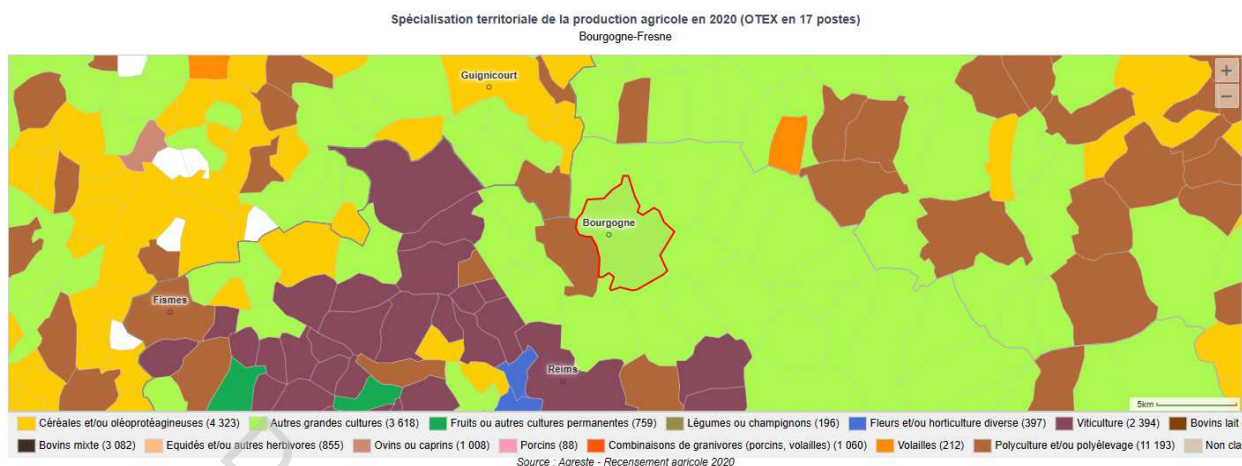 Spécialisation territoriale de la production agricole en 2020 (OTEX en 17 postes)
Bourgogne-Fresne
Guignicourt
+
−
Bourgogne
Fismes
Reims
5km
Céréales et/ou oléoprotéagineuses (4 323) Autres grandes cultures (3 618) Fruits ou autres cultures permanentes (759) Légumes ou champignons (196) Fleurs et/ou horticulture diverse (397) Viticulture (2 394) Bovins lait
Bovins mixte (3 082) Equidés et/ou autres herbivores (855) Ovins ou caprins (1 008) Porcins (88) Combinaisons de granivores (porcins, volailles) (1 060) Volailles (212) Polyculture et/ou polyélevage (11 193) Non cla
Source : Agreste - Recensement agricole 2020